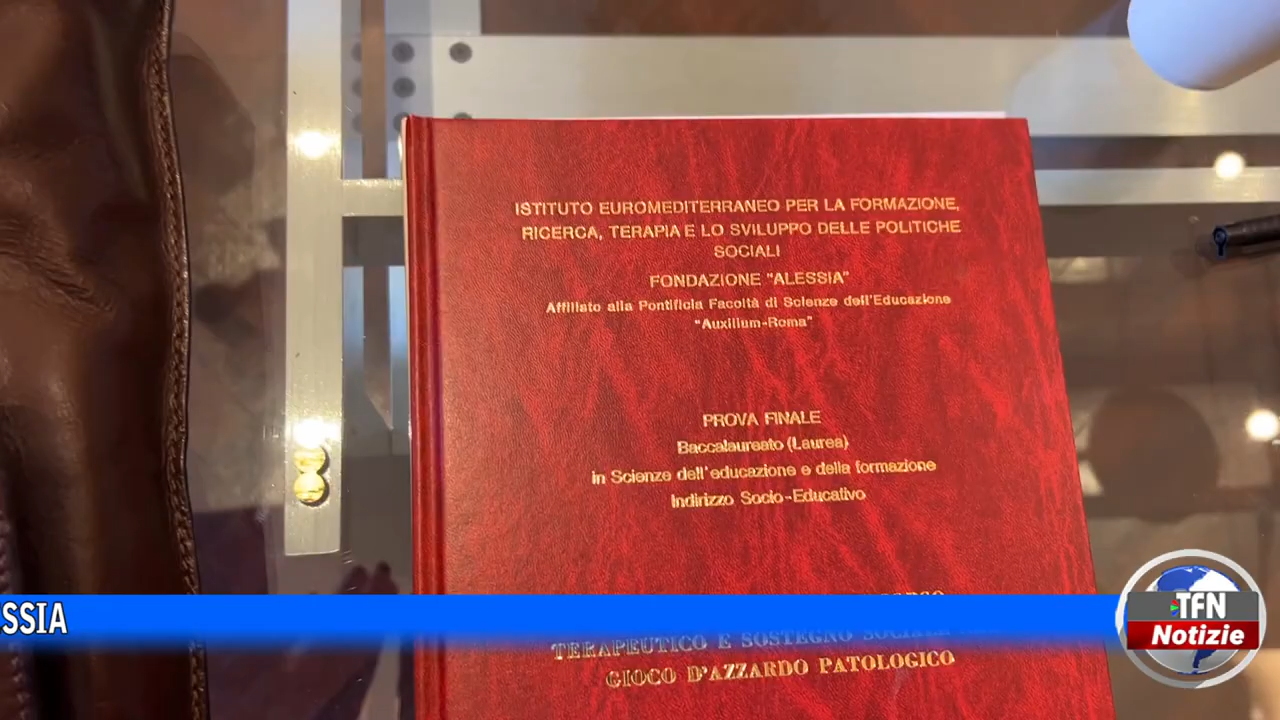 ISTITUTO EUROMEDITERRANEO PER LA FORMAZIONE,
RICERCA, TERAPIA E LO SVILUPPO DELLE POLITICHE
SOCIALI
FONDAZIONE "ALESSIA"
Affiliato alla Pontificia Facoltà di Scienze dell'Educazione
"Auxilium-Roma"
PROVA FINALE
Baccalaureato (Laurea)
in Scienze dell'educazione e della formazione
Indirizzo Socio-Educativo
TERAPEUTICO E SOSTEGNO
GIOCO D'AZZARDO PATOLOGICO
SSIA
TFN
Notizie